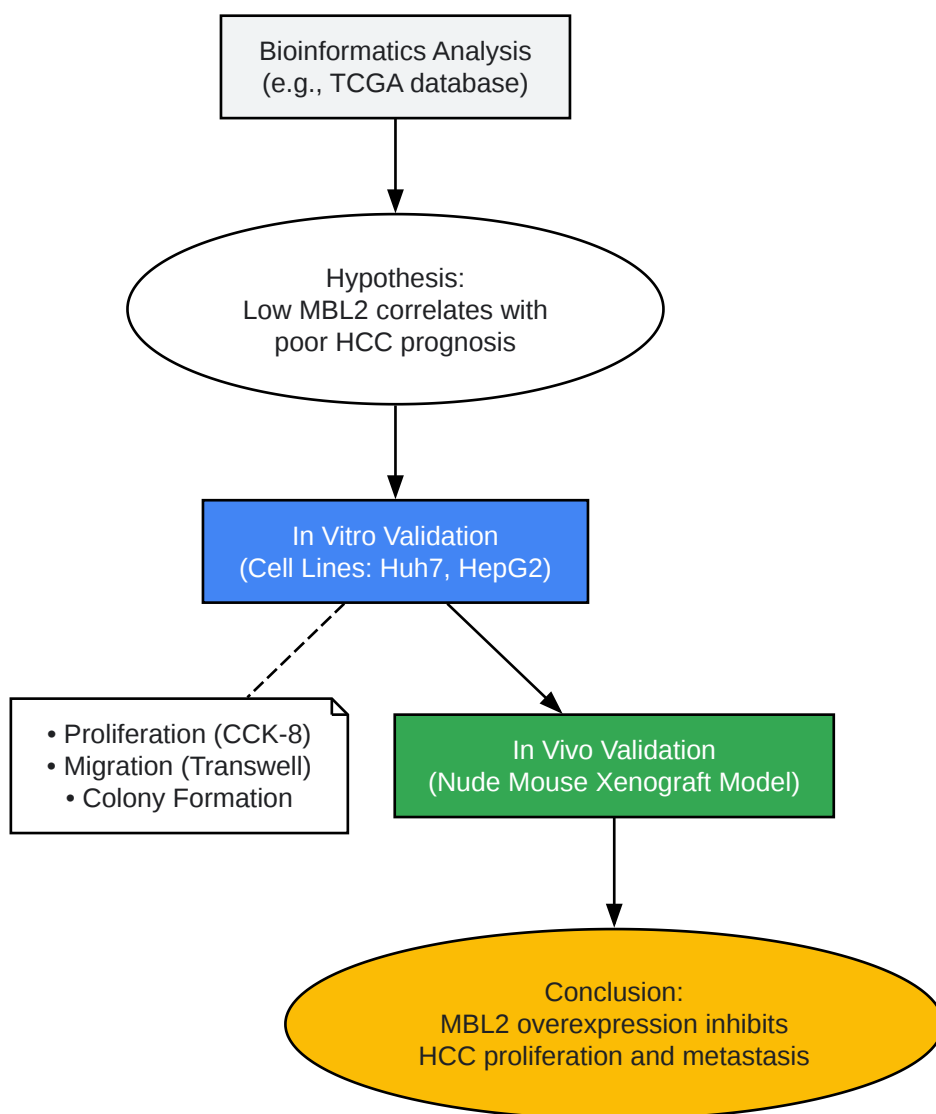 Bioinformatics Analysis
(e.g., TCGA database)
Hypothesis:
Low MBL2 correlates with
poor HCC prognosis
In Vitro Validation
(Cell Lines: Huh7, HepG2)
• Proliferation (CCK-8)
• Migration (Transwell)
• Colony Formation
In Vivo Validation
(Nude Mouse Xenograft Model)
Conclusion:
MBL2 overexpression inhibits
HCC proliferation and metastasis